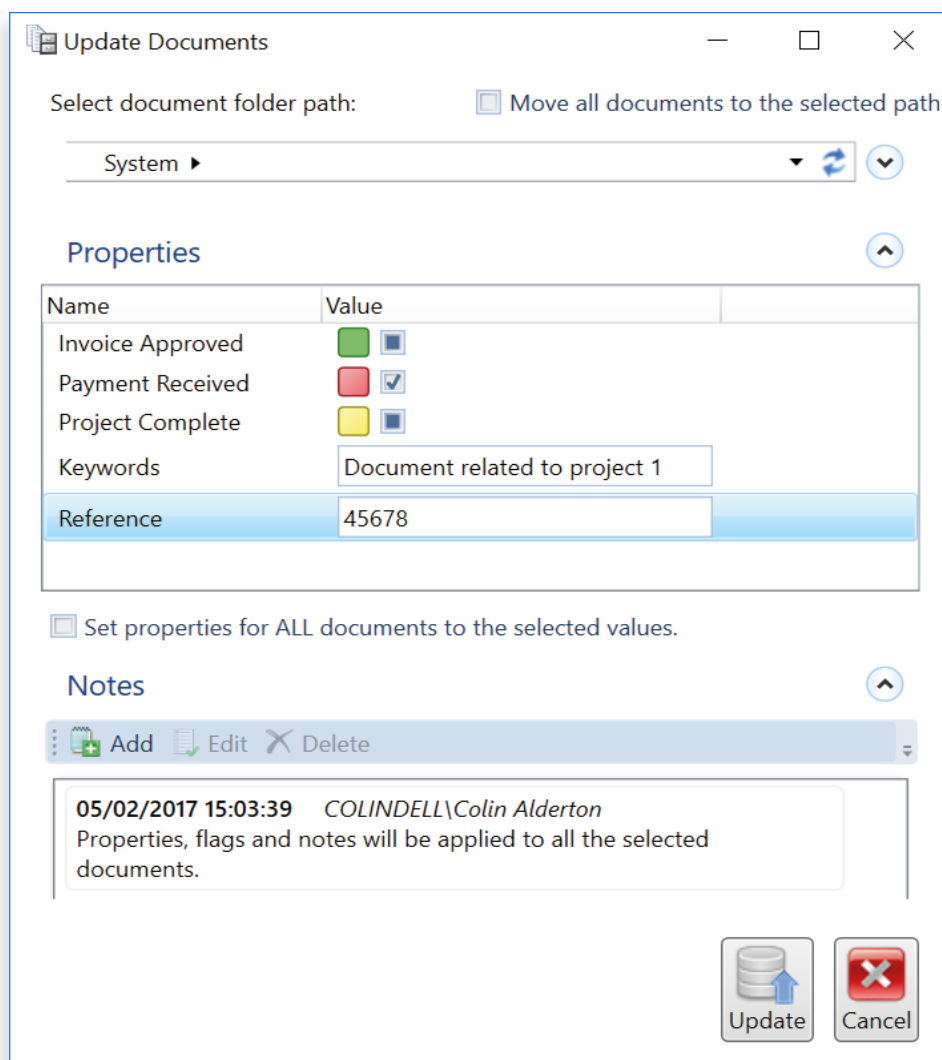 Update Documents
Select document folder path: Move all documents to the selected path
System
Properties
Name Value
Invoice Approved
Payment Received
Project Complete
Keywords Document related to project 1
Reference 45678
Set properties for ALL documents to the selected values.
Notes
Add Edit Delete
05/02/2017 15:03:39 COLINDELL\Colin Alderton
Properties, flags and notes will be applied to all the selected
documents.
Update Cancel